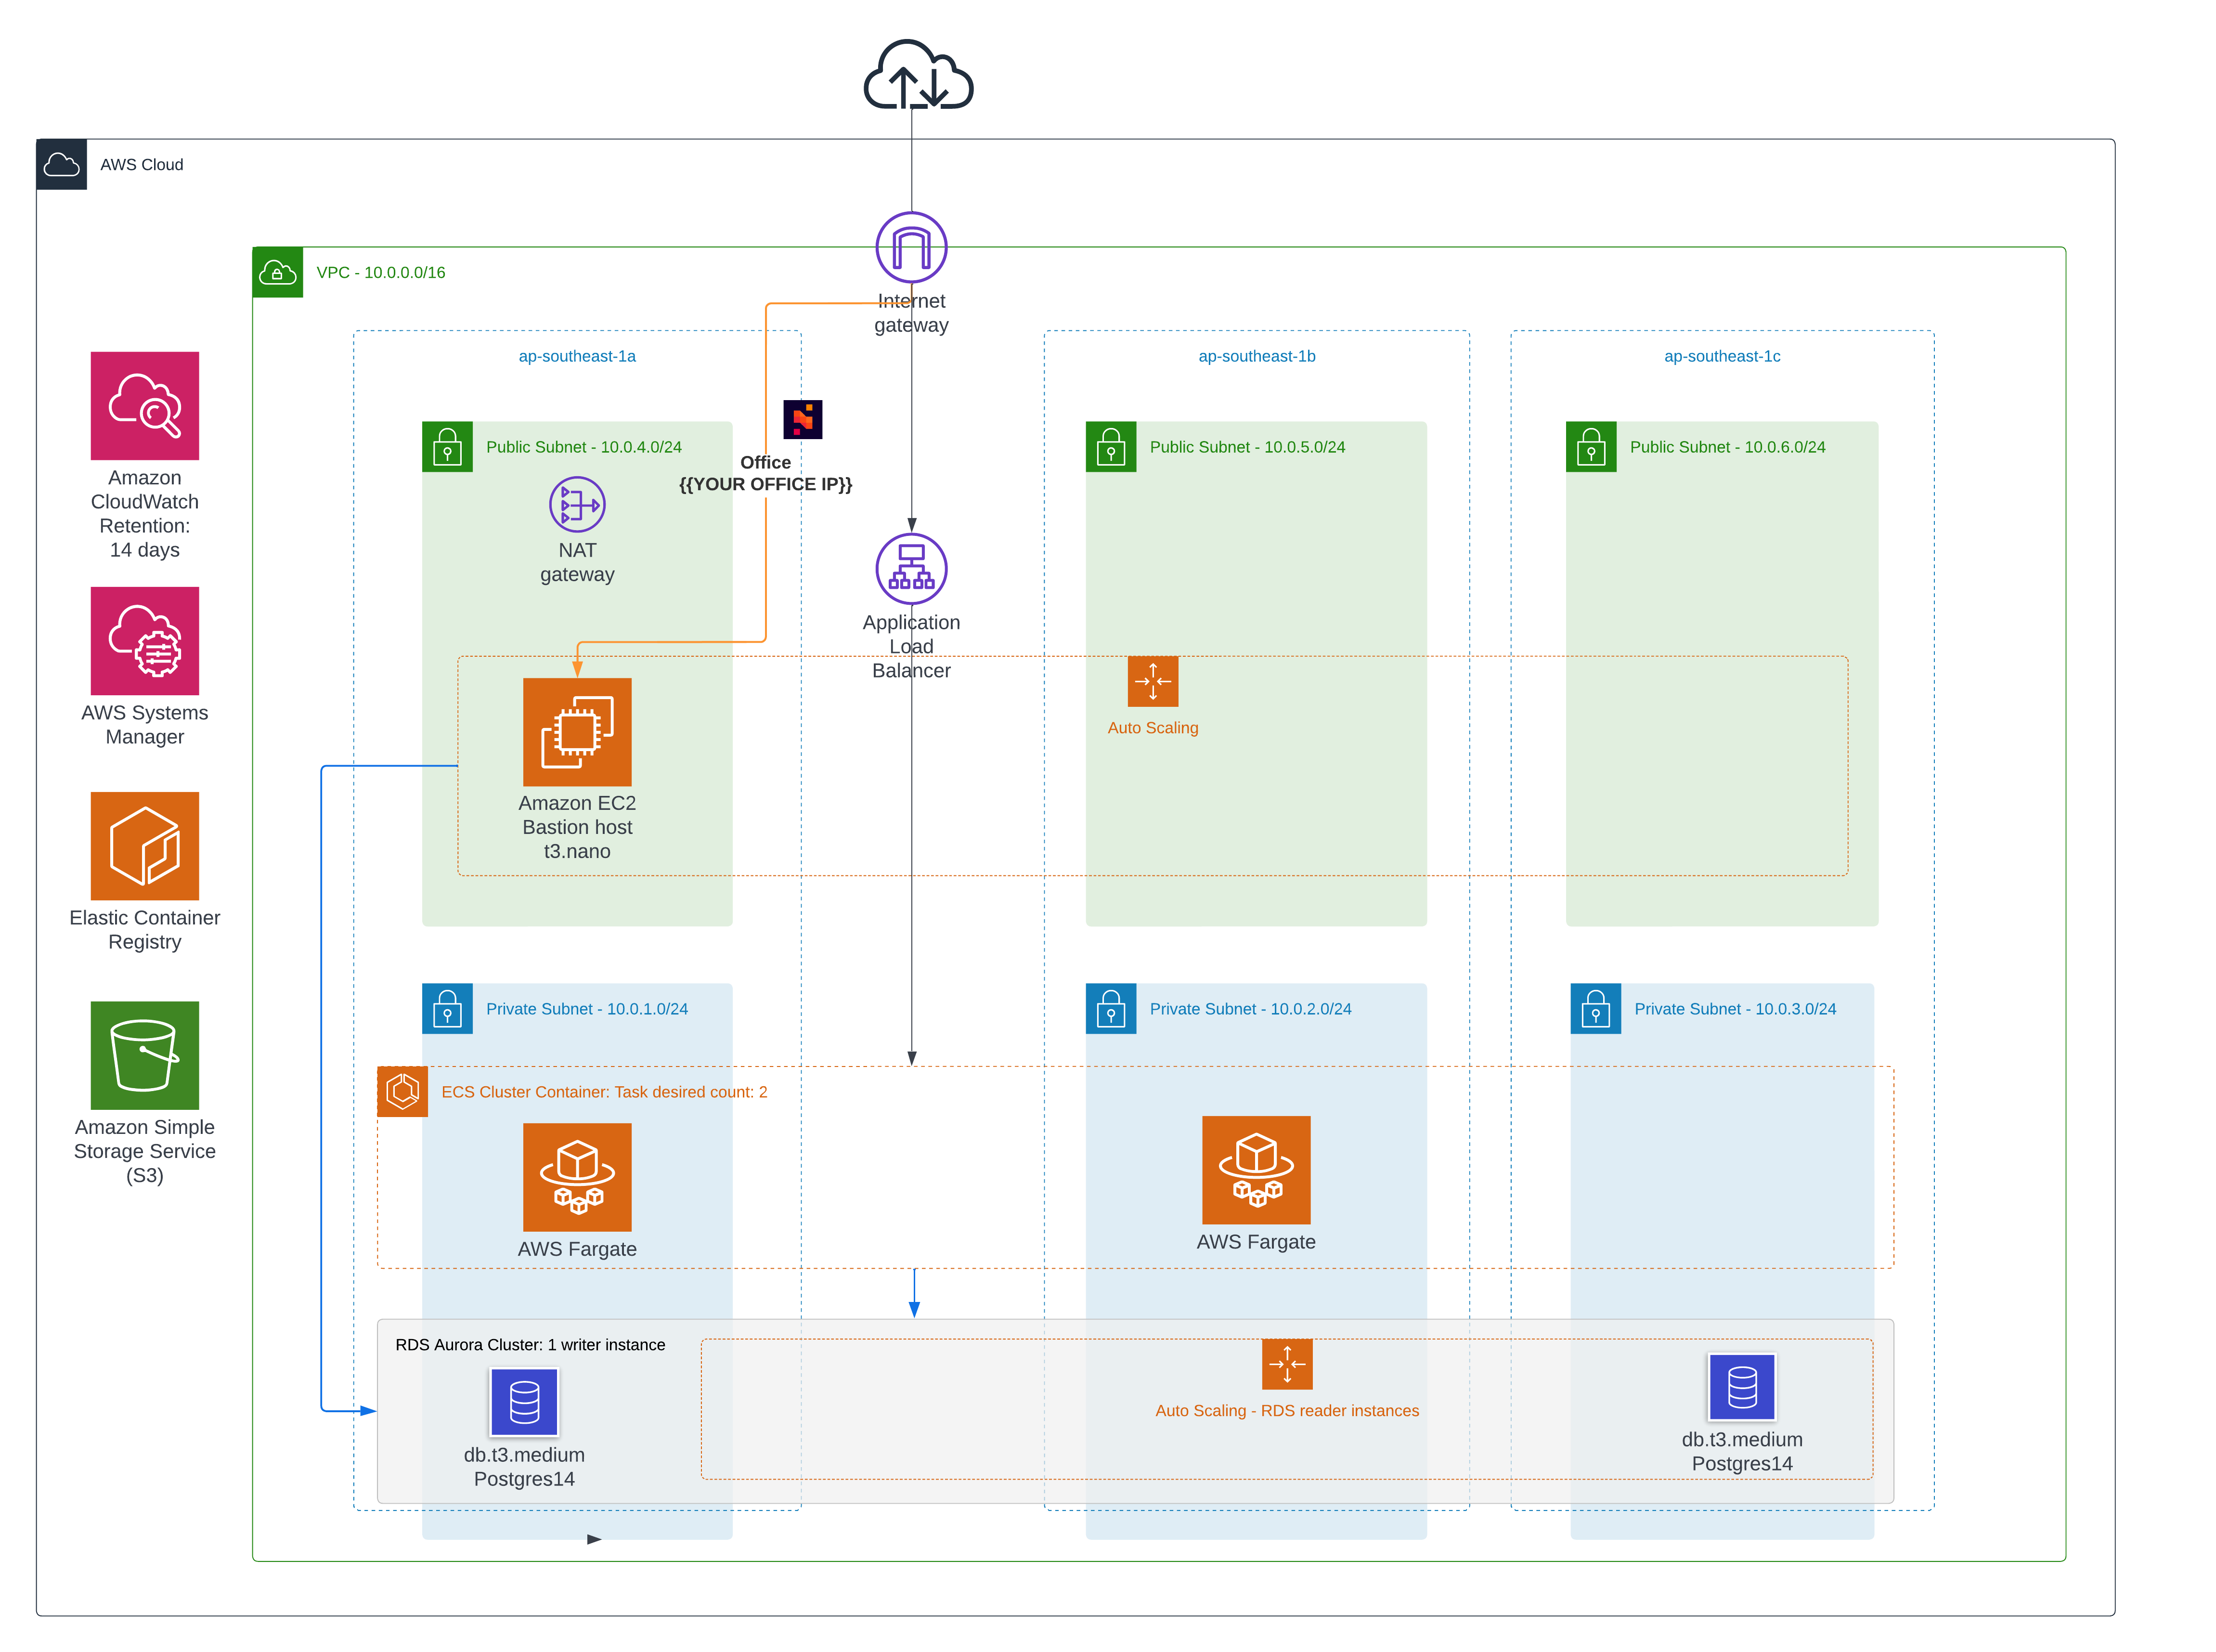 AWS Cloud
VPC - 10.0.0.0/16
Internet
gateway
ap-southeast-1a
ap-southeast-1b
ap-southeast-1c
Amazon
CloudWatch
Retention:
14 days
Public Subnet - 10.0.4.0/24
Office
{{YOUR OFFICE IP}}
Public Subnet - 10.0.5.0/24
Public Subnet - 10.0.6.0/24
NAT
gateway
Application
Load
Balancer
AWS Systems
Manager
Auto Scaling
Amazon EC2
Bastion host
t3.nano
Elastic Container
Registry
Private Subnet - 10.0.1.0/24
Private Subnet - 10.0.2.0/24
Private Subnet - 10.0.3.0/24
ECS Cluster Container: Task desired count: 2
Amazon Simple
Storage Service
(S3)
AWS Fargate
AWS Fargate
RDS Aurora Cluster: 1 writer instance
Auto Scaling - RDS reader instances
db.t3.medium
Postgres14
db.t3.medium
Postgres14